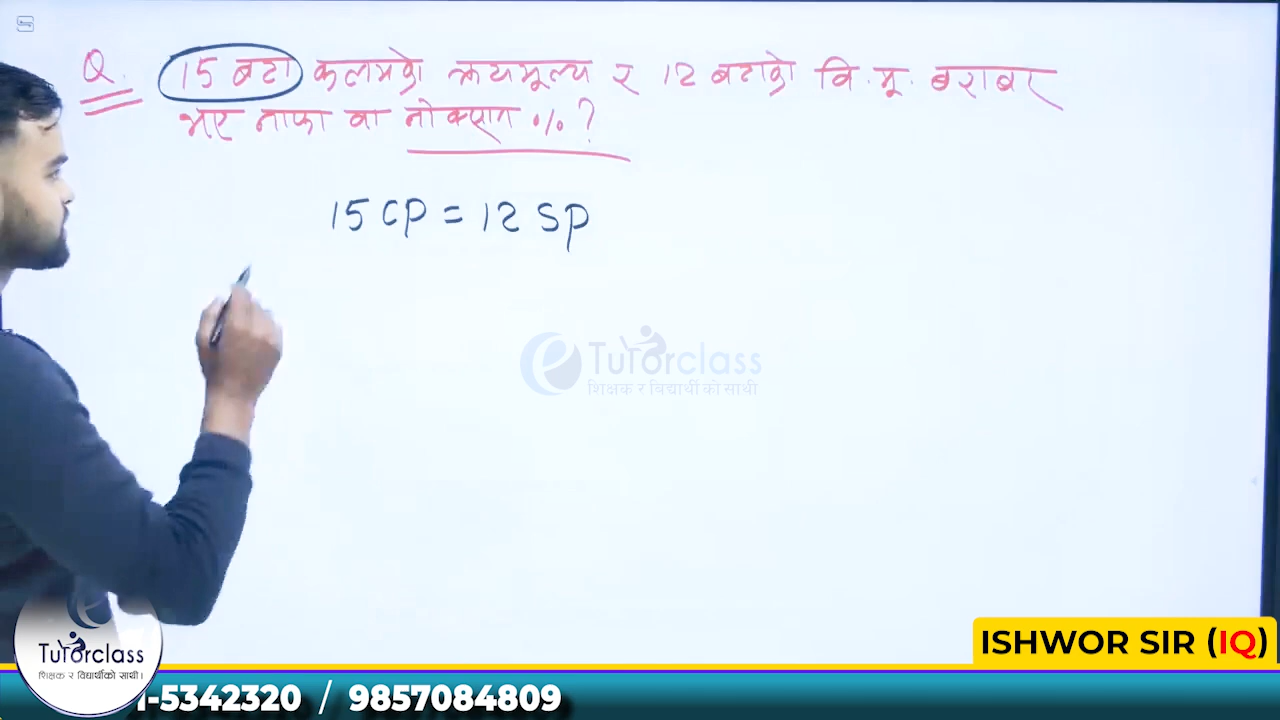 Q. 15 वटा कलमको क्रयमूल्य र 12 वटाको वि.मू. बराबर
भए नाफा वा नोक्सान %?
15 CP = 12 SP
e TuTorclass
शिक्षक र विद्यार्थी को साथी
ISHWOR SIR (IQ)
e
TuTorclass
शिक्षक र विद्यार्थीको साथी।
1-5342320 / 9857084809